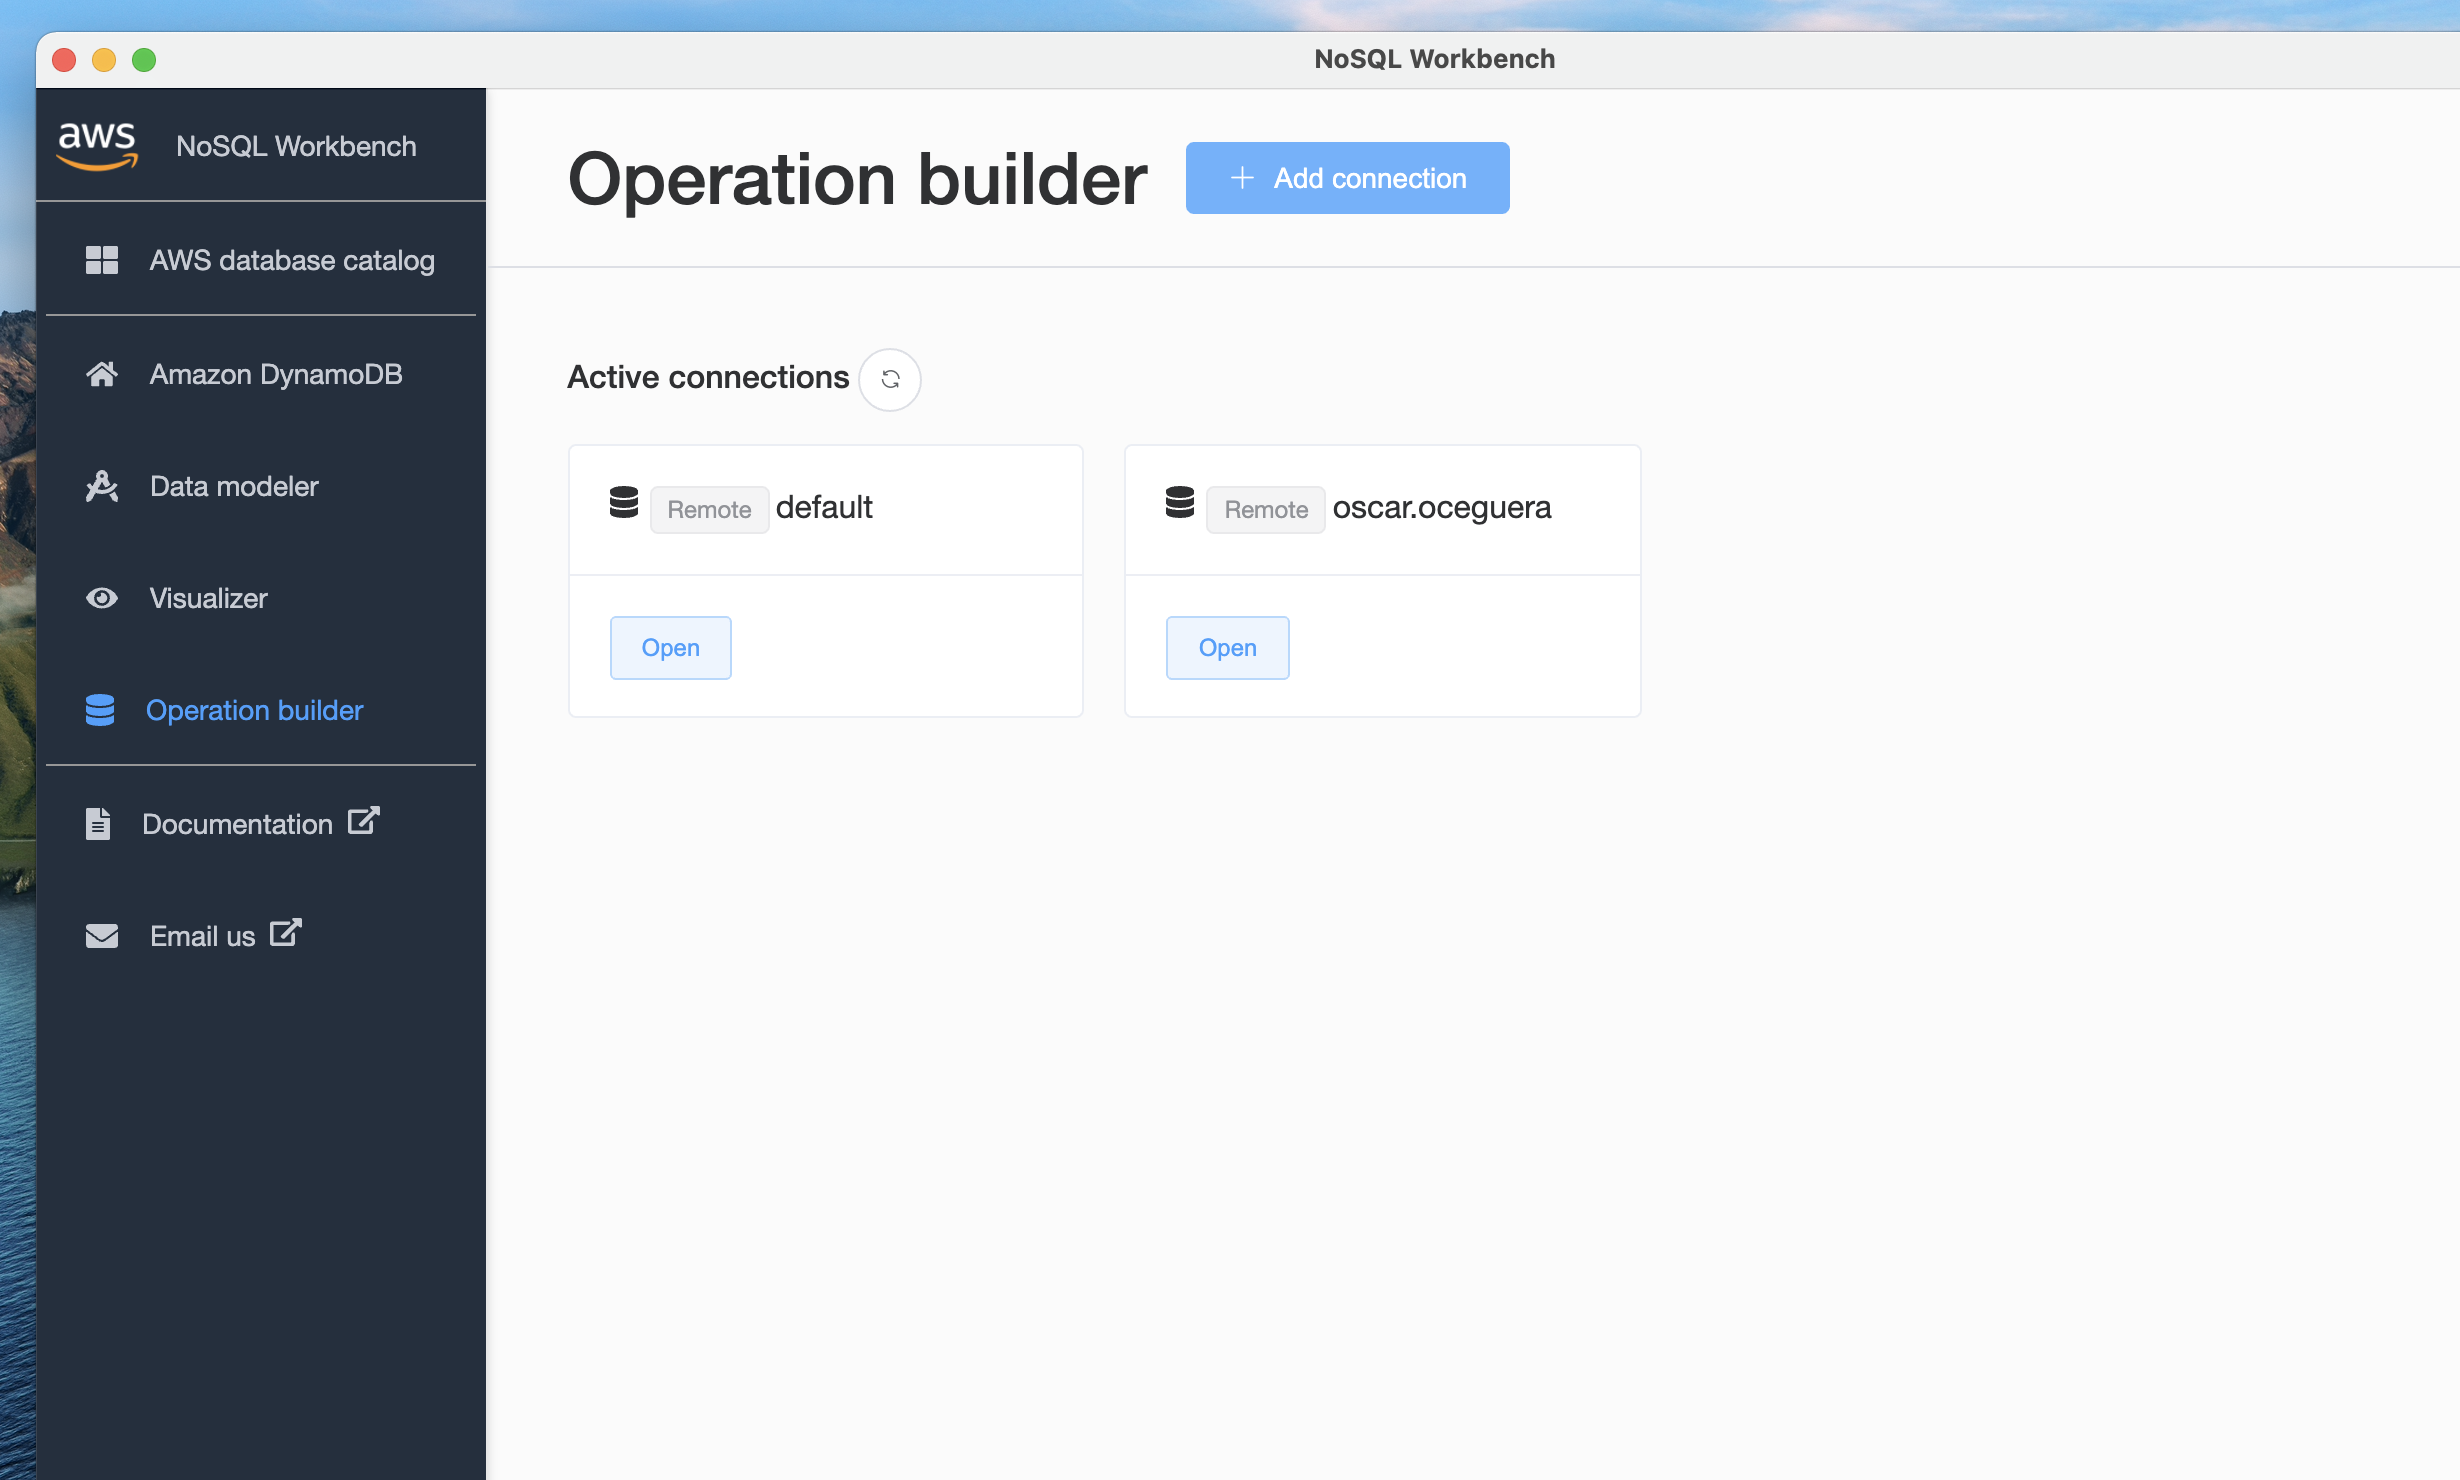 NoSQL Workbench
aws NoSQL Workbench
AWS database catalog
Amazon DynamoDB
Data modeler
Visualizer
Operation builder
Documentation
Email us
Operation builder
Add connection
Active connections
Remote default
Open
Remote oscar.oceguera
Open